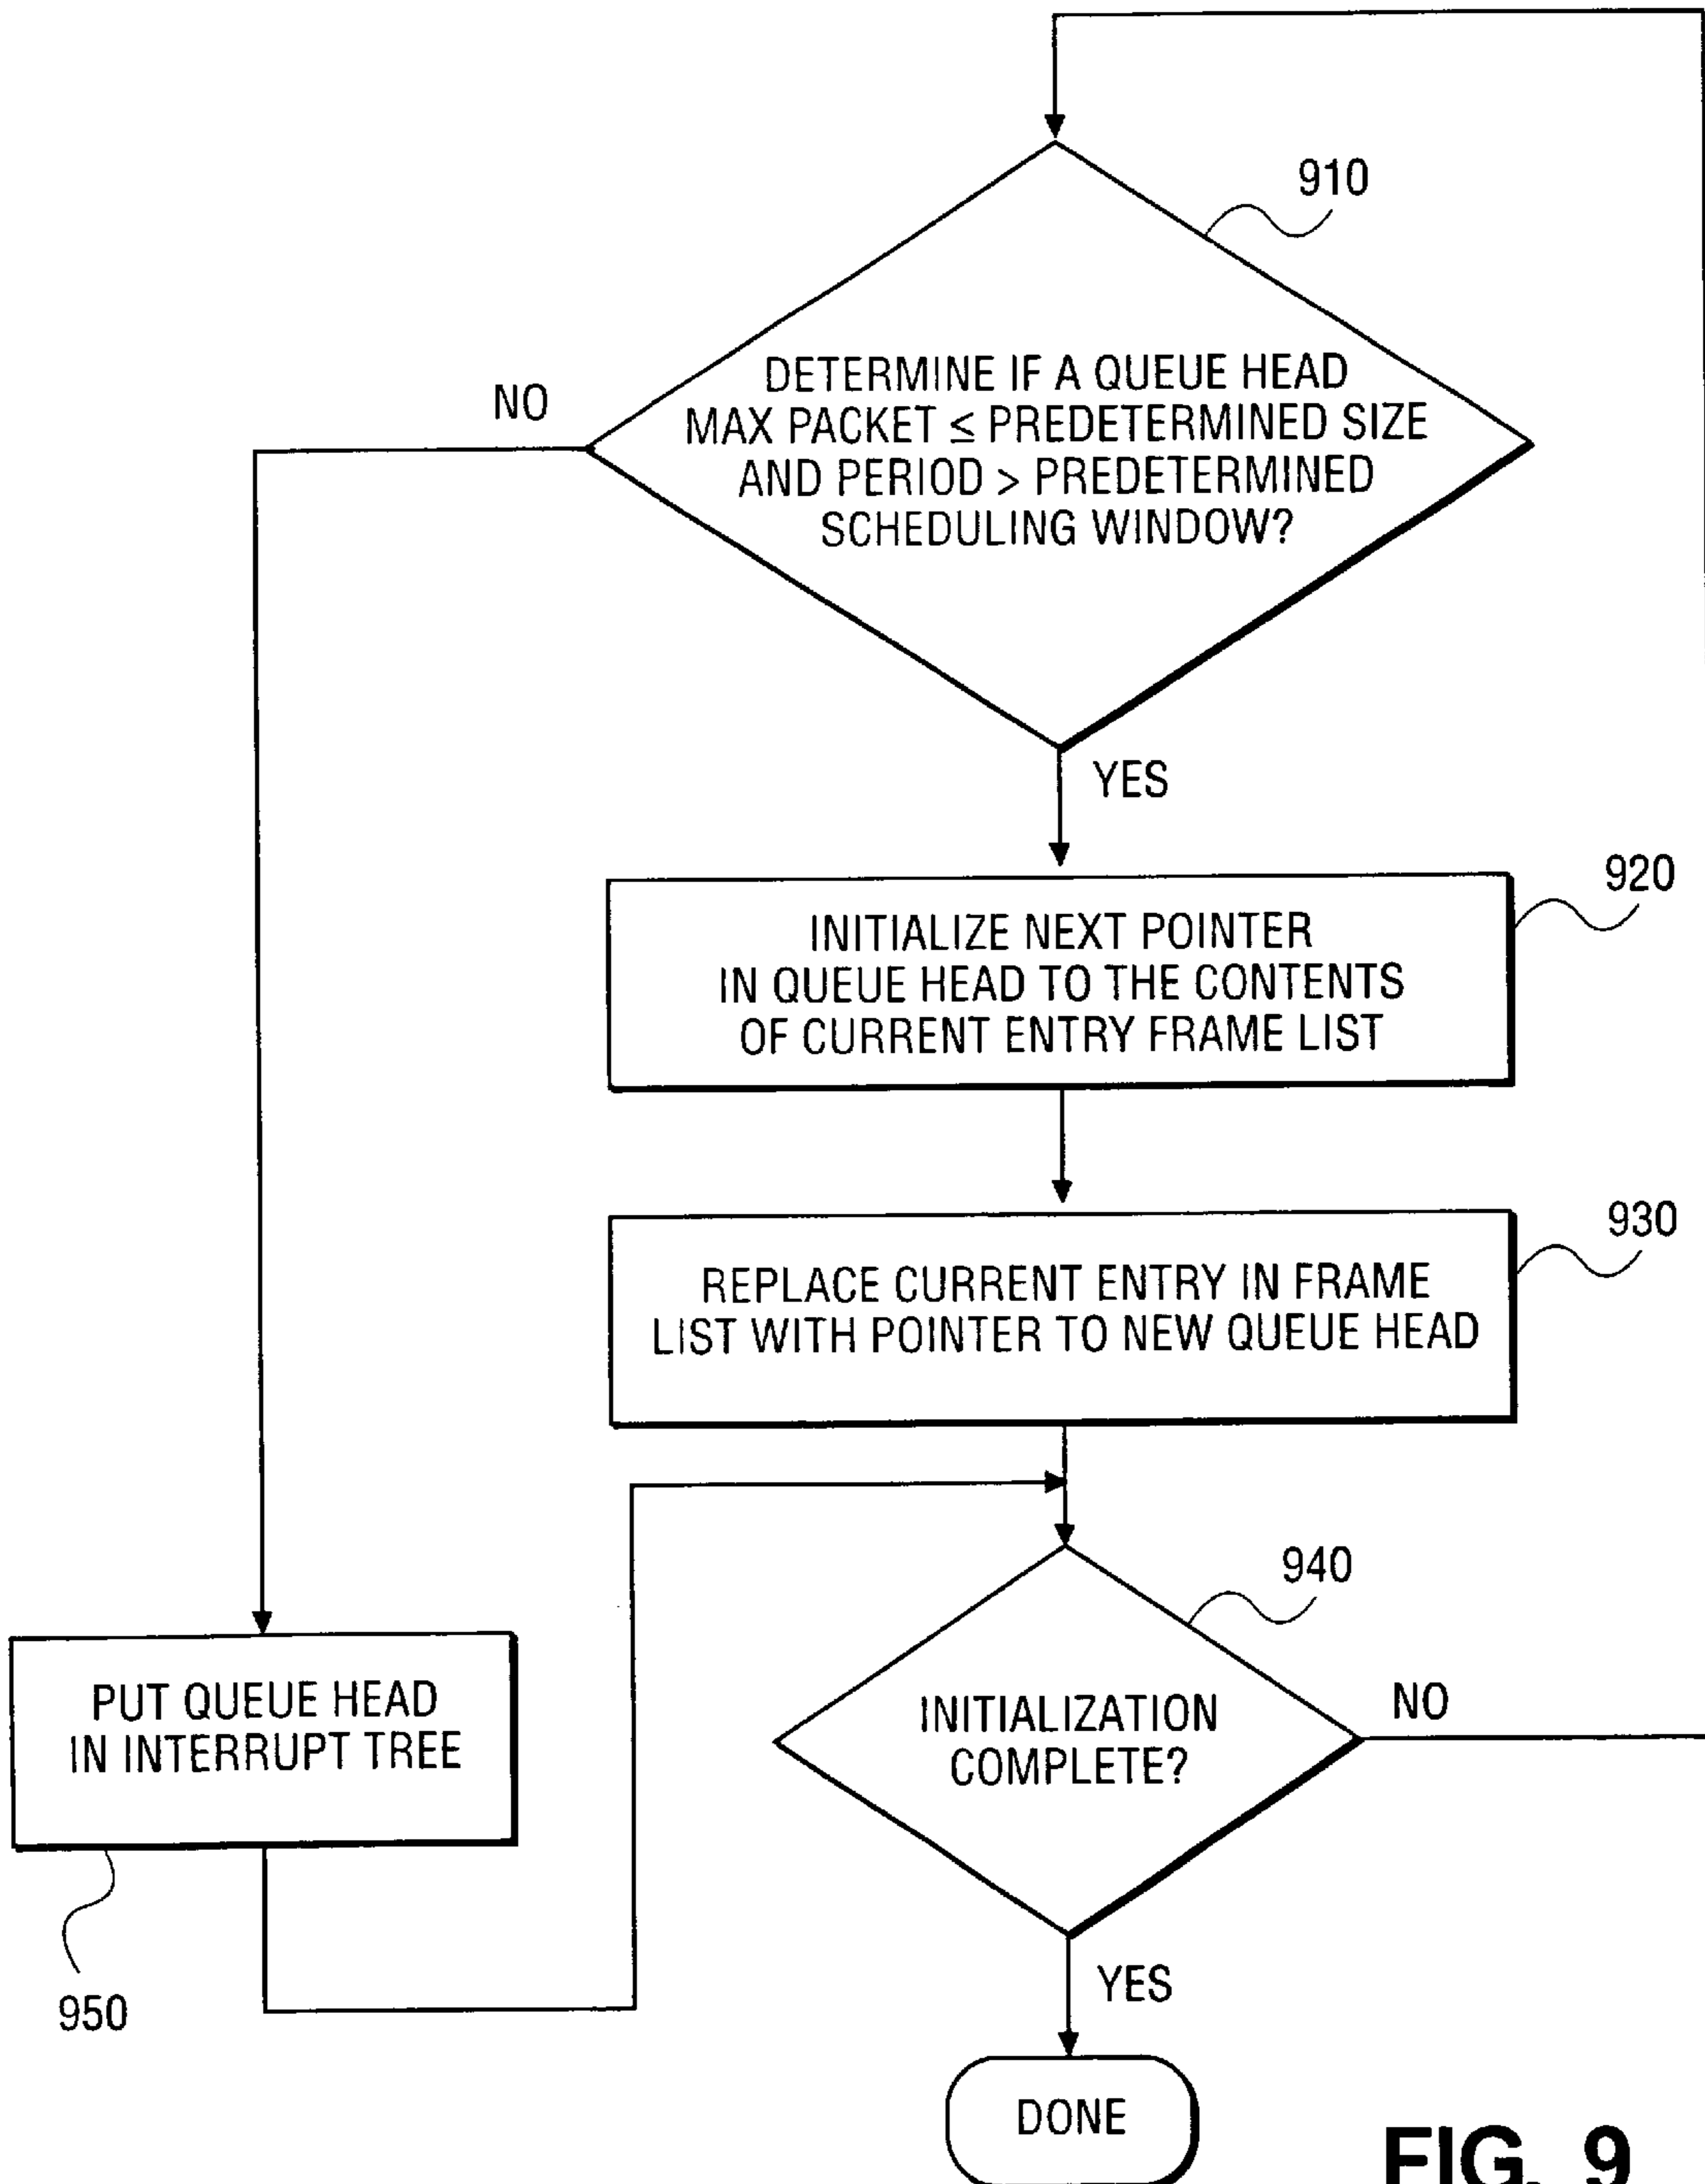 910
NO
DETERMINE IF A QUEUE HEAD
MAX PACKET ≤ PREDETERMINED SIZE
AND PERIOD > PREDETERMINED
SCHEDULING WINDOW?
YES
920
INITIALIZE NEXT POINTER
IN QUEUE HEAD TO THE CONTENTS
OF CURRENT ENTRY FRAME LIST
930
REPLACE CURRENT ENTRY IN FRAME
LIST WITH POINTER TO NEW QUEUE HEAD
940
PUT QUEUE HEAD
IN INTERRUPT TREE
INITIALIZATION
COMPLETE?
NO
950
YES
DONE
FIG. 9